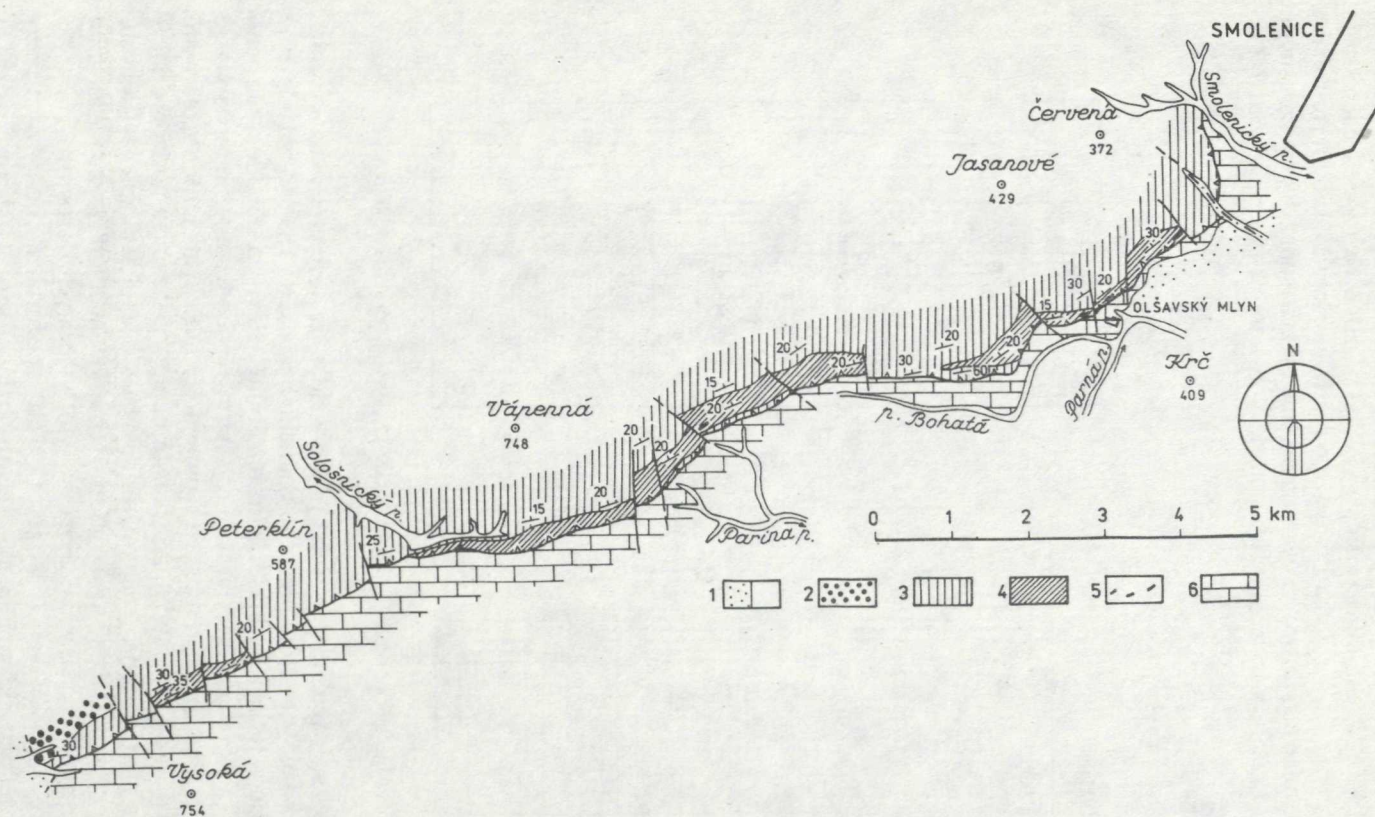 SMOLENICE
Smolenický p.
Červená
372
Jasanové
429
30
30
20
15
OLŠAVSKÝ MLYN
20
20
20
20
30
60
Krč
409
N
Parná p.
p. Bohatá
15
20
Vápenná
748
20
20
Sološnický p.
20
15
Parina p.
Peterklín
587
25
0 1 2 3 4 5 km
1 2 3 4 5 6
20
30
35
30
Vysoká
754